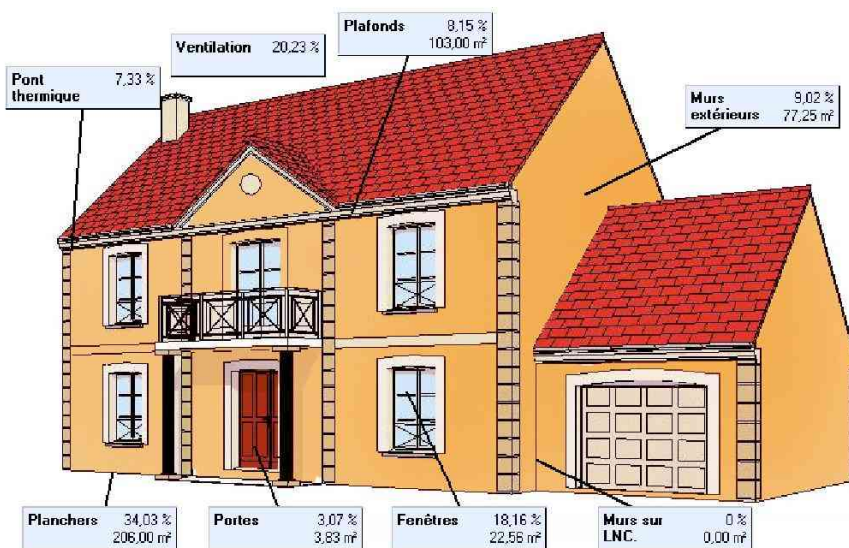 Plafonds 8,15 %
103,00 m²
Ventilation 20,23 %
Pont 7,33 %
thermique
Murs 9,02 %
extérieurs 77,25 m²
Planchers 34,03 %
206,00 m²
Portes 3,07 %
3,83 m²
Fenêtres 18,16 %
22,56 m²
Murs sur 0 %
LNC. 0,00 m²